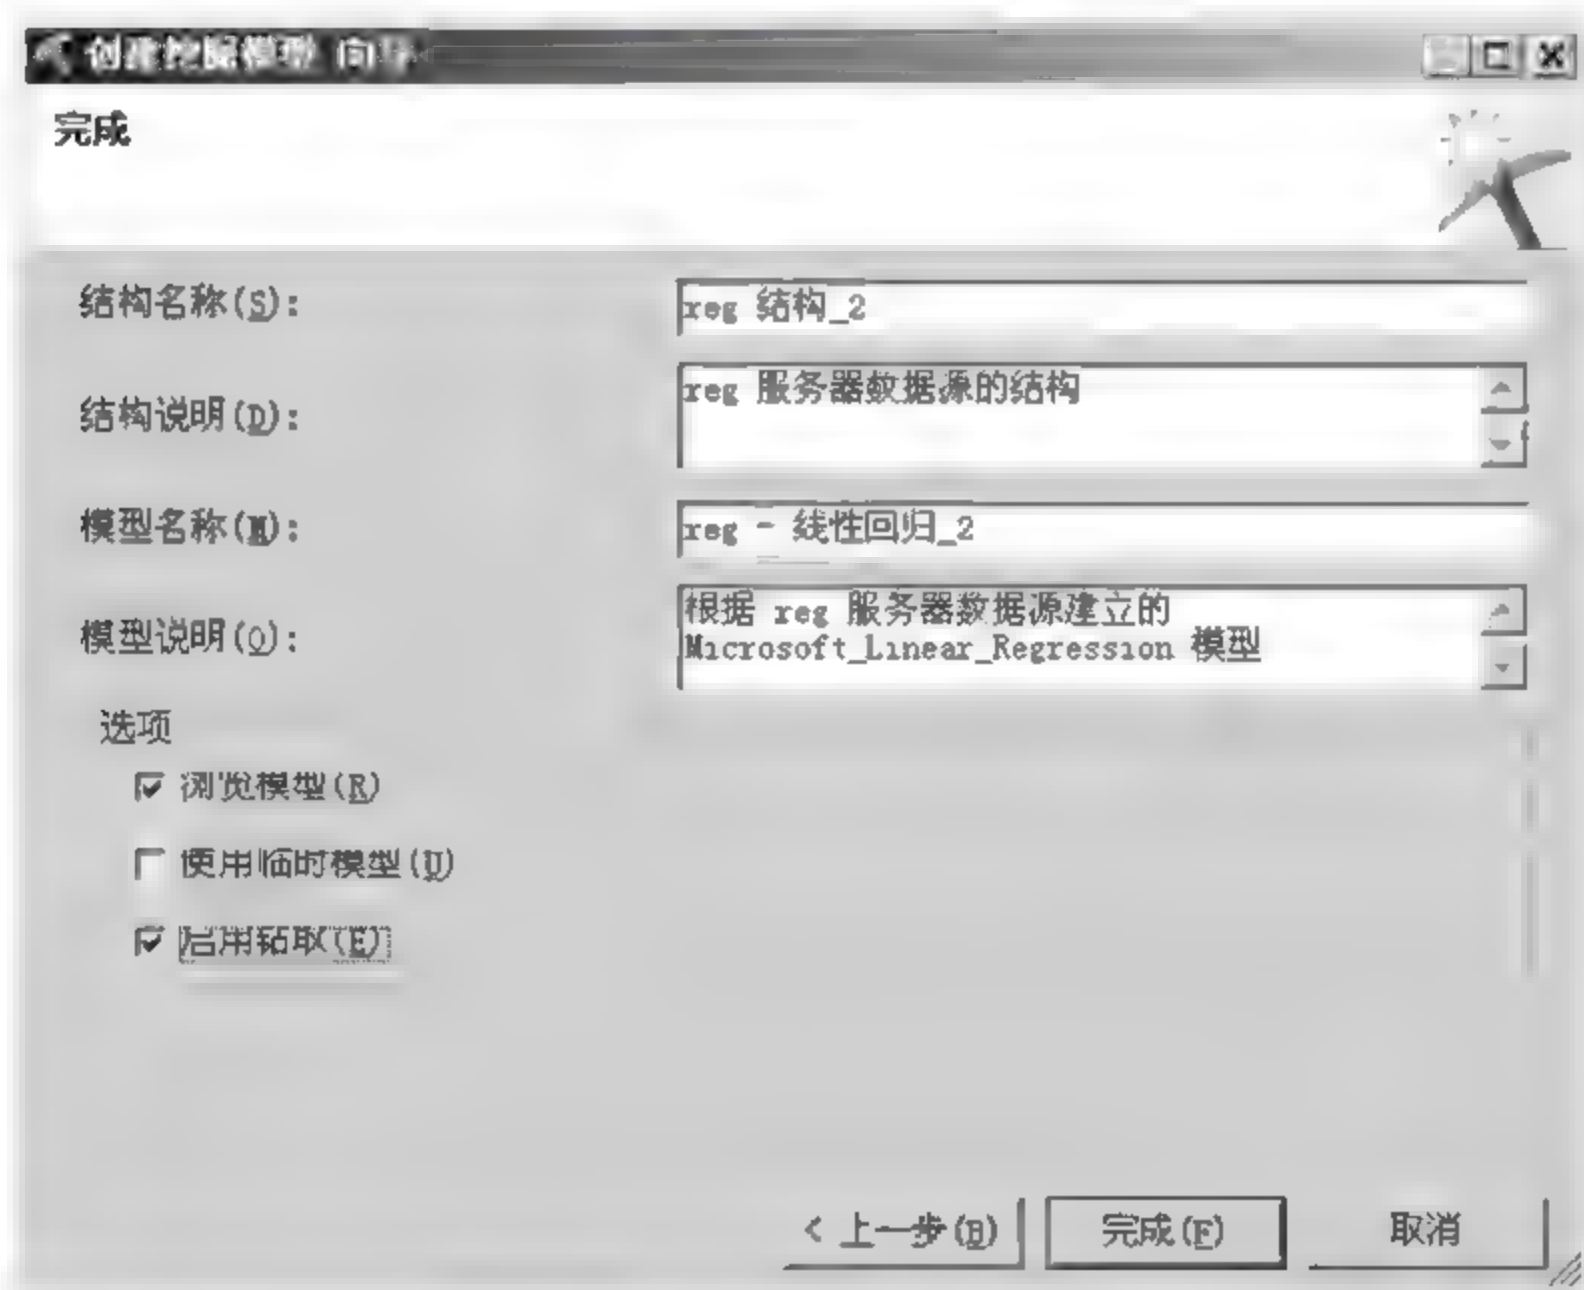 创建挖掘模型 向导
完成
结构名称(S):
reg 结构_2
结构说明(D):
reg 服务器数据源的结构
模型名称(M):
reg - 线性回归_2
模型说明(O):
根据 reg 服务器数据源建立的
Microsoft_Linear_Regression 模型
选项
浏览模型(R)
使用临时模型(U)
启用钻取(E)
< 上一步(B)
完成(F)
取消